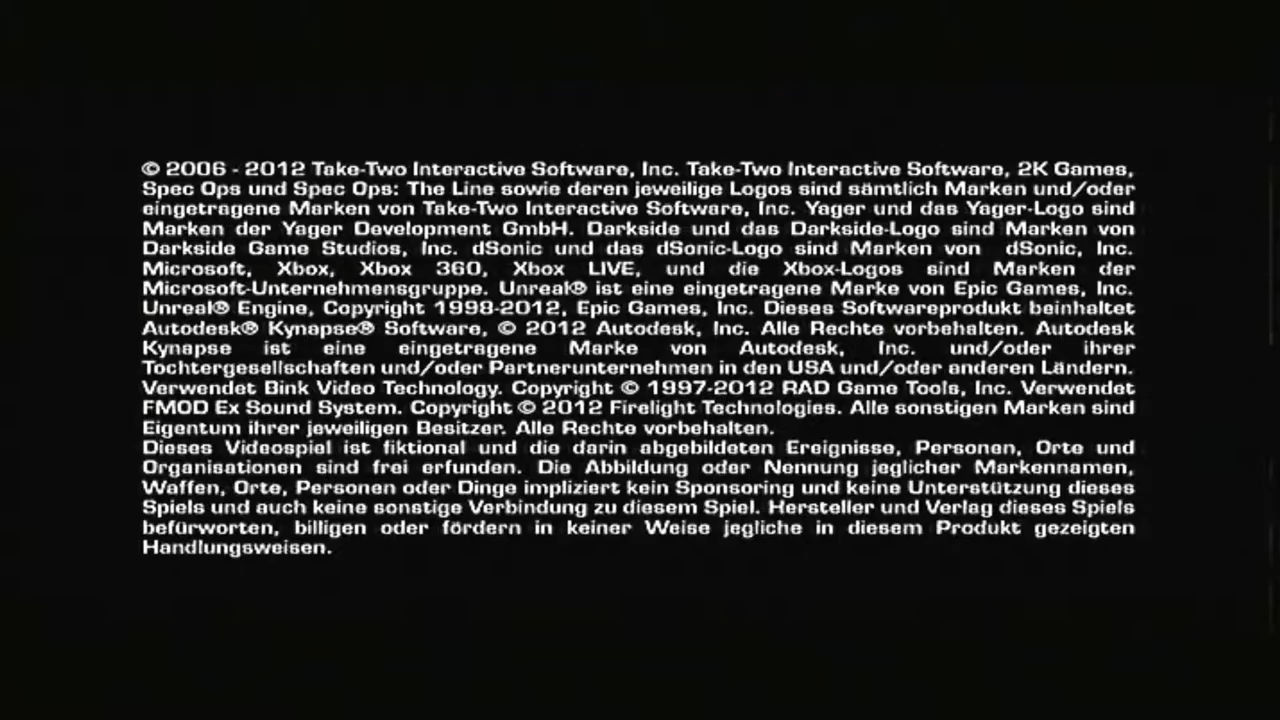 © 2006 - 2012 Take-Two Interactive Software, Inc. Take-Two Interactive Software, 2K Games,
Spec Ops und Spec Ops: The Line sowie deren jeweilige Logos sind sämtlich Marken und/oder
eingetragene Marken von Take-Two Interactive Software, Inc. Yager und das Yager-Logo sind
Marken der Yager Development GmbH. Darkside und das Darkside-Logo sind Marken von
Darkside Game Studios, Inc. dSonic und das dSonic-Logo sind Marken von dSonic, Inc.
Microsoft, Xbox, Xbox 360, Xbox LIVE, und die Xbox-Logos sind Marken der
Microsoft-Unternehmensgruppe. Unreal® ist eine eingetragene Marke von Epic Games, Inc.
Unreal® Engine, Copyright 1998-2012, Epic Games, Inc. Dieses Softwareprodukt beinhaltet
Autodesk® Kynapse® Software, © 2012 Autodesk, Inc. Alle Rechte vorbehalten. Autodesk
Kynapse ist eine eingetragene Marke von Autodesk, Inc. und/oder ihrer
Tochtergesellschaften und/oder Partnerunternehmen in den USA und/oder anderen Ländern.
Verwendet Bink Video Technology. Copyright © 1997-2012 RAD Game Tools, Inc. Verwendet
FMOD Ex Sound System. Copyright © 2012 Firelight Technologies. Alle sonstigen Marken sind
Eigentum ihrer jeweiligen Besitzer. Alle Rechte vorbehalten.
Dieses Videospiel ist fiktional und die darin abgebildeten Ereignisse, Personen, Orte und
Organisationen sind frei erfunden. Die Abbildung oder Nennung jeglicher Markennamen,
Waffen, Orte, Personen oder Dinge impliziert kein Sponsoring und keine Unterstützung dieses
Spiels und auch keine sonstige Verbindung zu diesem Spiel. Hersteller und Verlag dieses Spiels
befürworten, billigen oder fördern in keiner Weise jegliche in diesem Produkt gezeigten
Handlungsweisen.